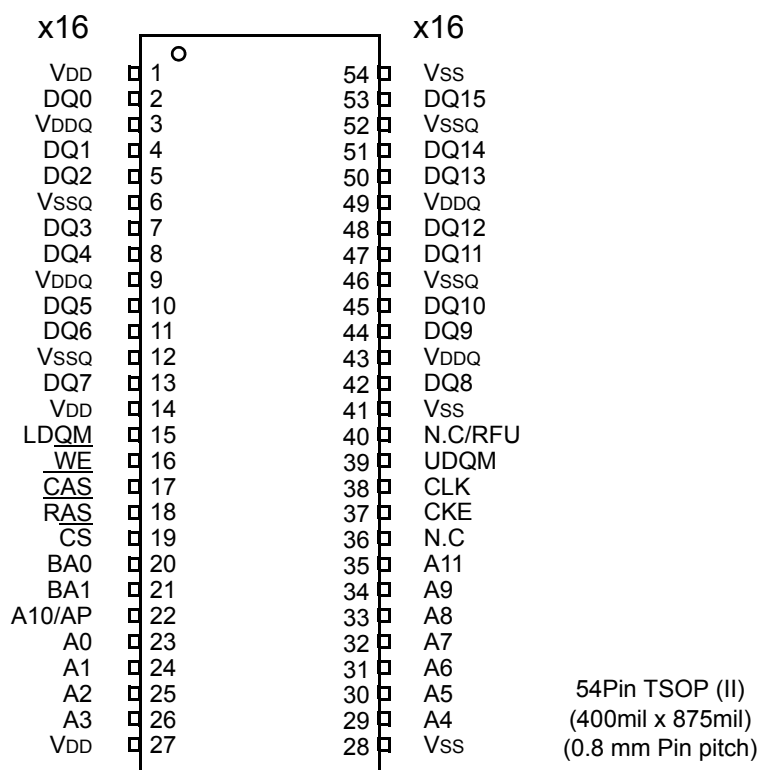 x16 x16
VDD 1 54 VSS
DQ0 2 53 DQ15
VDDQ 3 52 VSSQ
DQ1 4 51 DQ14
DQ2 5 50 DQ13
VSSQ 6 49 VDDQ
DQ3 7 48 DQ12
DQ4 8 47 DQ11
VDDQ 9 46 VSSQ
DQ5 10 45 DQ10
DQ6 11 44 DQ9
VSSQ 12 43 VDDQ
DQ7 13 42 DQ8
VDD 14 41 VSS
LDQM 15 40 N.C/RFU
WE 16 39 UDQM
CAS 17 38 CLK
RAS 18 37 CKE
CS 19 36 N.C
BA0 20 35 A11
BA1 21 34 A9
A10/AP 22 33 A8
A0 23 32 A7
A1 24 31 A6
A2 25 30 A5
A3 26 29 A4
VDD 27 28 VSS
54Pin TSOP (II)
(400mil x 875mil)
(0.8 mm Pin pitch)